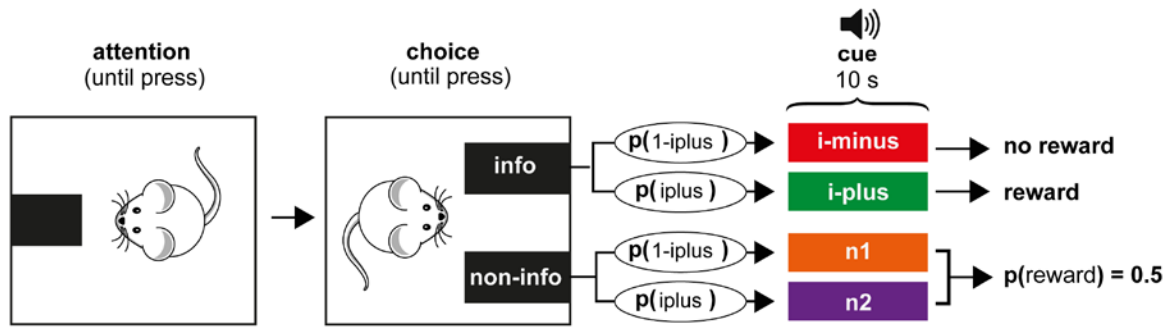 attention
(until press)
choice
(until press)
cue
10 s
info
non-info
p(1-iplus)
p(iplus)
p(1-iplus)
p(iplus)
i-minus
i-plus
n1
n2
no reward
reward
p(reward) = 0.5